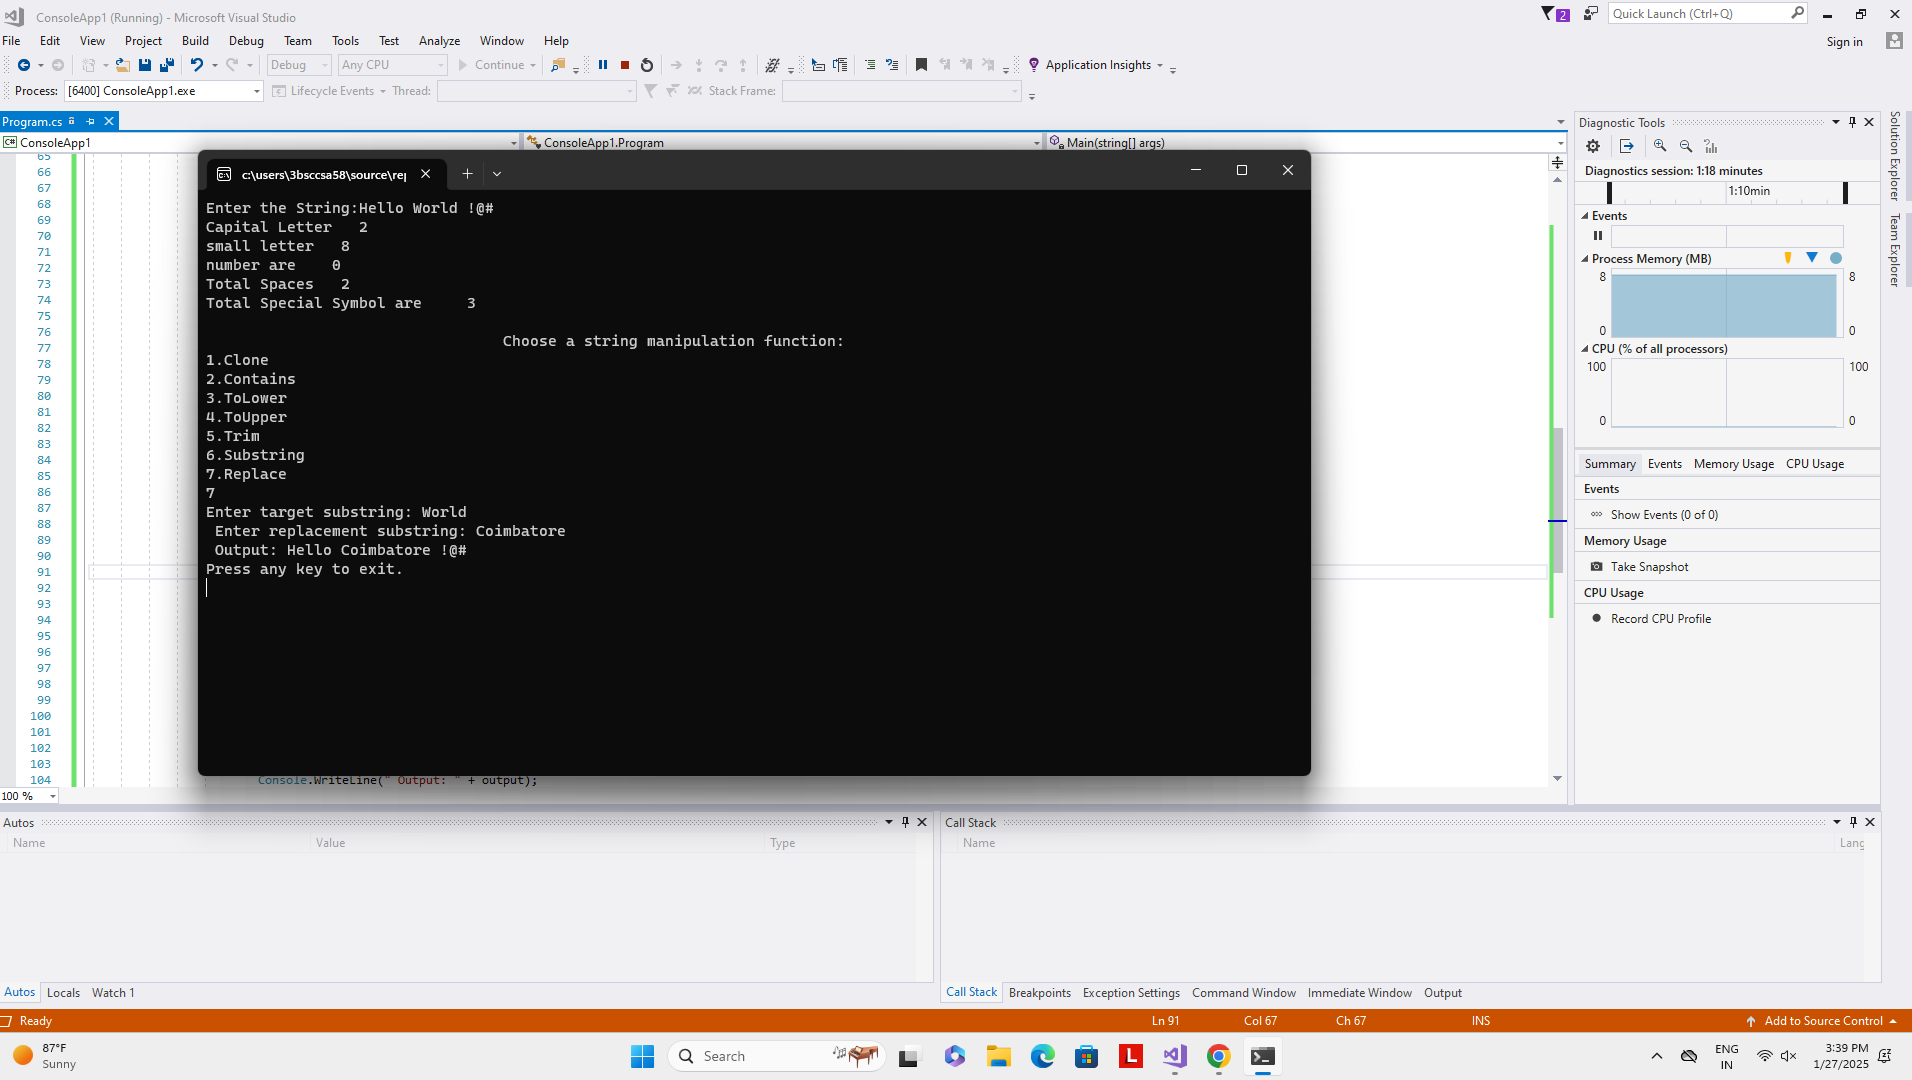 ConsoleApp1 (Running) - Microsoft Visual Studio
2
Quick Launch (Ctrl+Q)
File Edit View Project Build Debug Team Tools Test Analyze Window Help
Sign in
Debug Any CPU Continue Application Insights
Process: [6400] ConsoleApp1.exe Lifecycle Events Thread: Stack Frame:
Program.cs
ConsoleApp1 ConsoleApp1.Program Main(string[] args)
65
66
67
68
69
70
71
72
73
74
75
76
77
78
79
80
81
82
83
84
85
86
87
88
89
90
91
92
93
94
95
96
97
98
99
100
101
102
103
104
c:\users\3bsccsa58\source\rep
Enter the String:Hello World !@#
Capital Letter   2
small letter   8
number are    0
Total Spaces   2
Total Special Symbol are     3
Choose a string manipulation function:
1.Clone
2.Contains
3.ToLower
4.ToUpper
5.Trim
6.Substring
7.Replace
7
Enter target substring: World
Enter replacement substring: Coimbatore
Output: Hello Coimbatore !@#
Press any key to exit.
Console.WriteLine(" Output: " + output);
100 %
Diagnostic Tools
Diagnostics session: 1:18 minutes
1:10min
Events
Process Memory (MB)
8 8
0 0
CPU (% of all processors)
100 100
0 0
Summary Events Memory Usage CPU Usage
Events
Show Events (0 of 0)
Memory Usage
Take Snapshot
CPU Usage
Record CPU Profile
Solution Explorer
Team Explorer
Autos
Name Value Type
Autos Locals Watch 1
Call Stack
Name Lang
Call Stack Breakpoints Exception Settings Command Window Immediate Window Output
Ready Ln 91 Col 67 Ch 67 INS Add to Source Control
87°F
Sunny
Search
L
ENG
IN
3:39 PM
1/27/2025